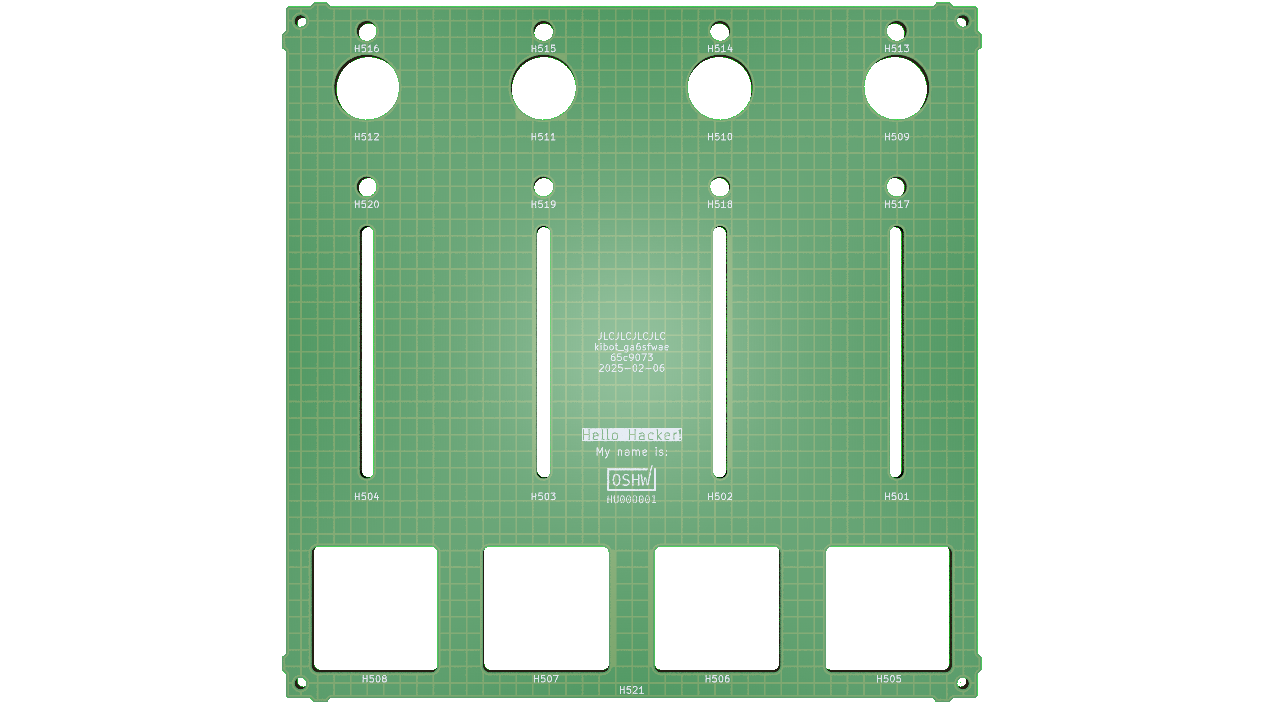 H516 H515 H514 H513
H512 H511 H510 H509
H520 H519 H518 H517
JLCJLCJLCJLC
kibot_ga6sfwae
65c9073
2025-02-06
Hello Hacker!
My name is:
OSHW
H504 H503 HU000001 H502 H501
H508 H507 H506 H505
H521